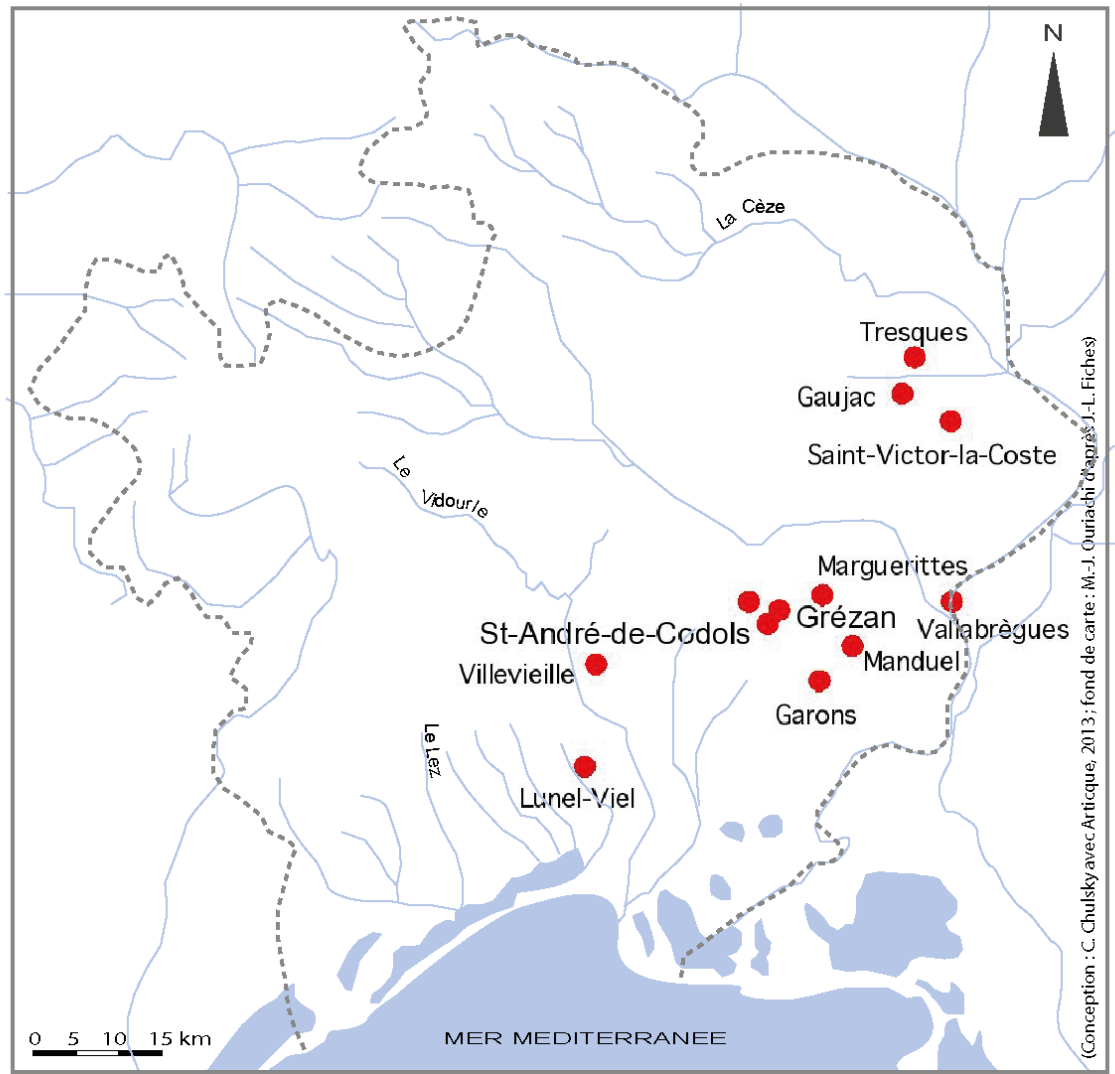 N
La Cèze
Tresques
Gaujac
Saint-Victor-la-Coste
Le Vidourle
Marguerittes
Grézan
Vallabrègues
St-André-de-Codols
Manduel
Villevieille
Garons
Le Lez
Lunel-Viel
0 5 10 15 km
MER MEDITERRANEE
(Conception : C. Chulsky avec Articque, 2013 ; fond de carte : M.-J. Ouriachi d'après J.-L. Fiches)